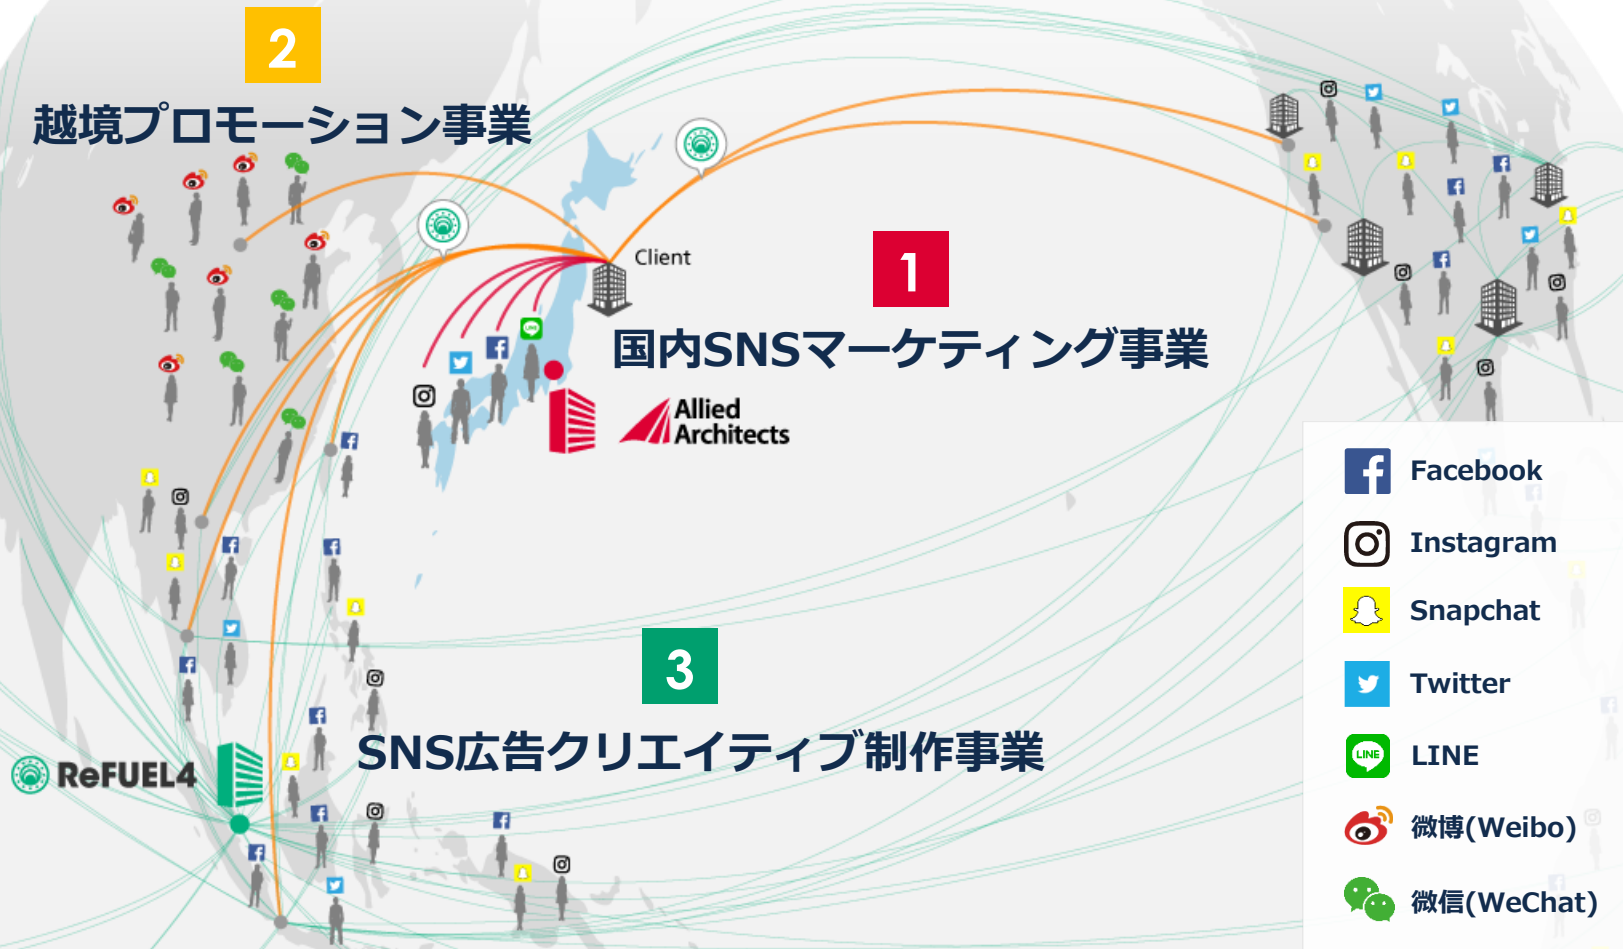 2
越境プロモーション事業
Client
1
国内SNSマーケティング事業
LINE
Allied
Architects
3
SNS広告クリエイティブ制作事業
ReFUEL4
Facebook
Instagram
Snapchat
Twitter
LINE
LINE
微博(Weibo)
微信(WeChat)